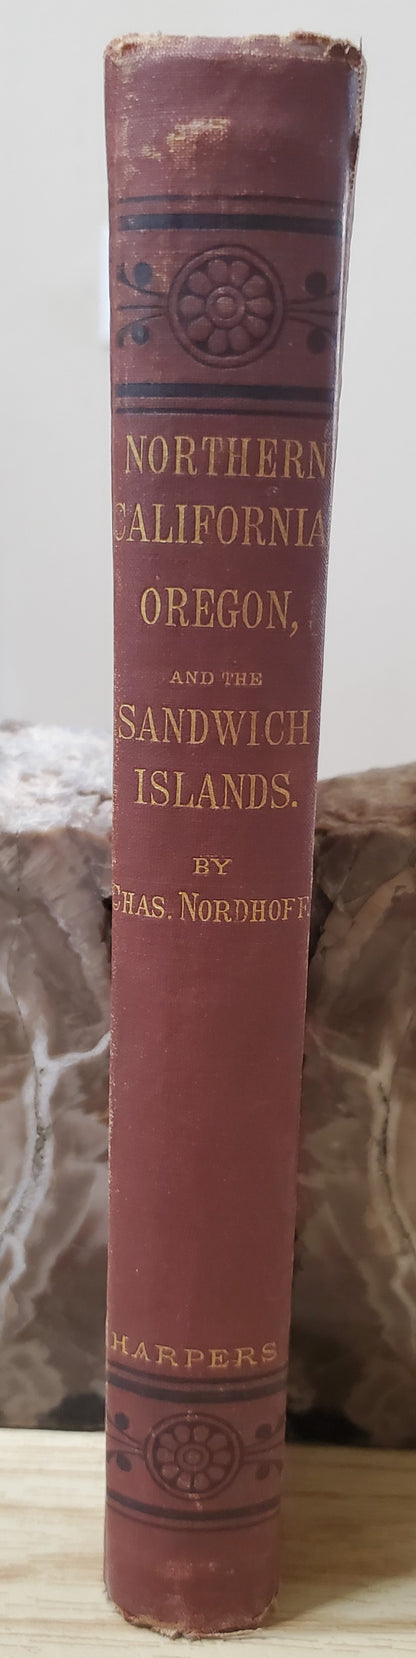 NORTHERN
CALIFORNIA
OREGON,
AND THE
SANDWICH
ISLANDS.
BY
CHAS. NORDHOFF.
HARPERS